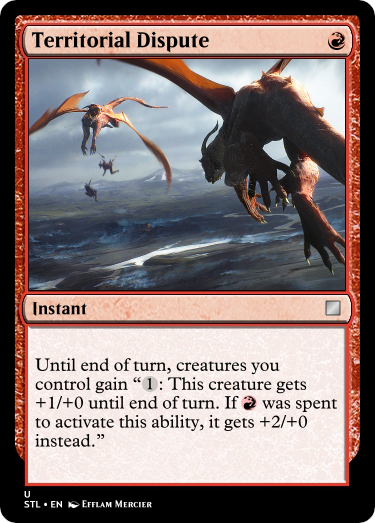 Territorial Dispute
Instant
Until end of turn, creatures you
control gain “1: This creature gets
+1/+0 until end of turn. If was spent
to activate this ability, it gets +2/+0
instead.”
U
STL • EN Efflam Mercier